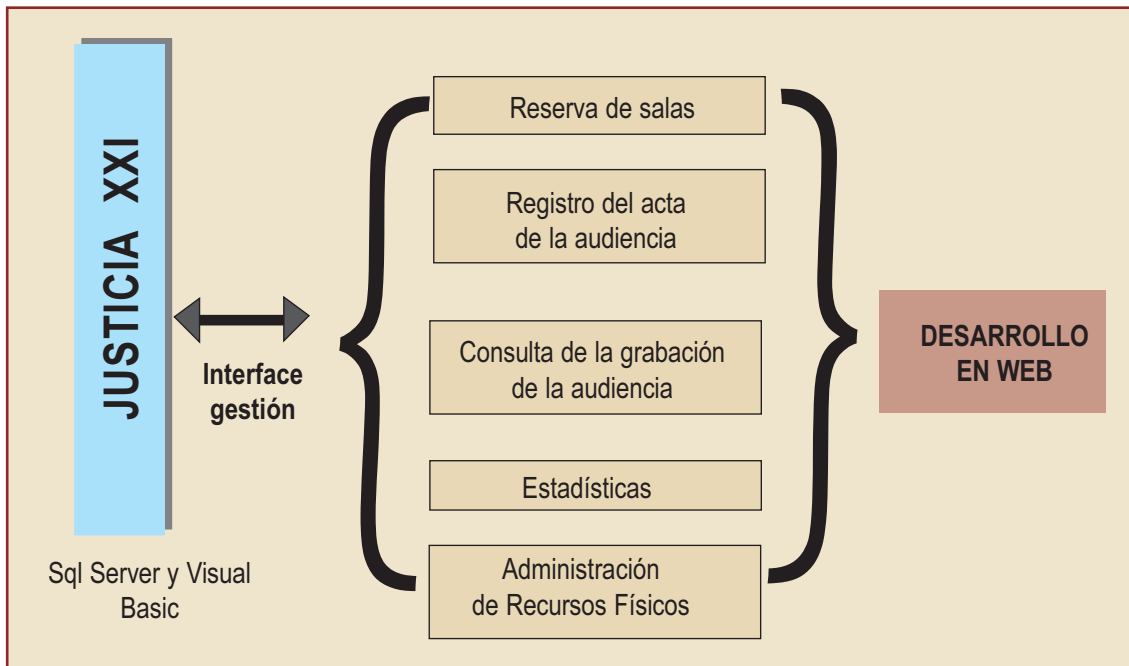 JUSTICIA XXI
Sql Server y Visual
Basic
Interface
gestión
Reserva de salas
Registro del acta
de la audiencia
Consulta de la grabación
de la audiencia
Estadísticas
Administración
de Recursos Físicos
DESARROLLO
EN WEB